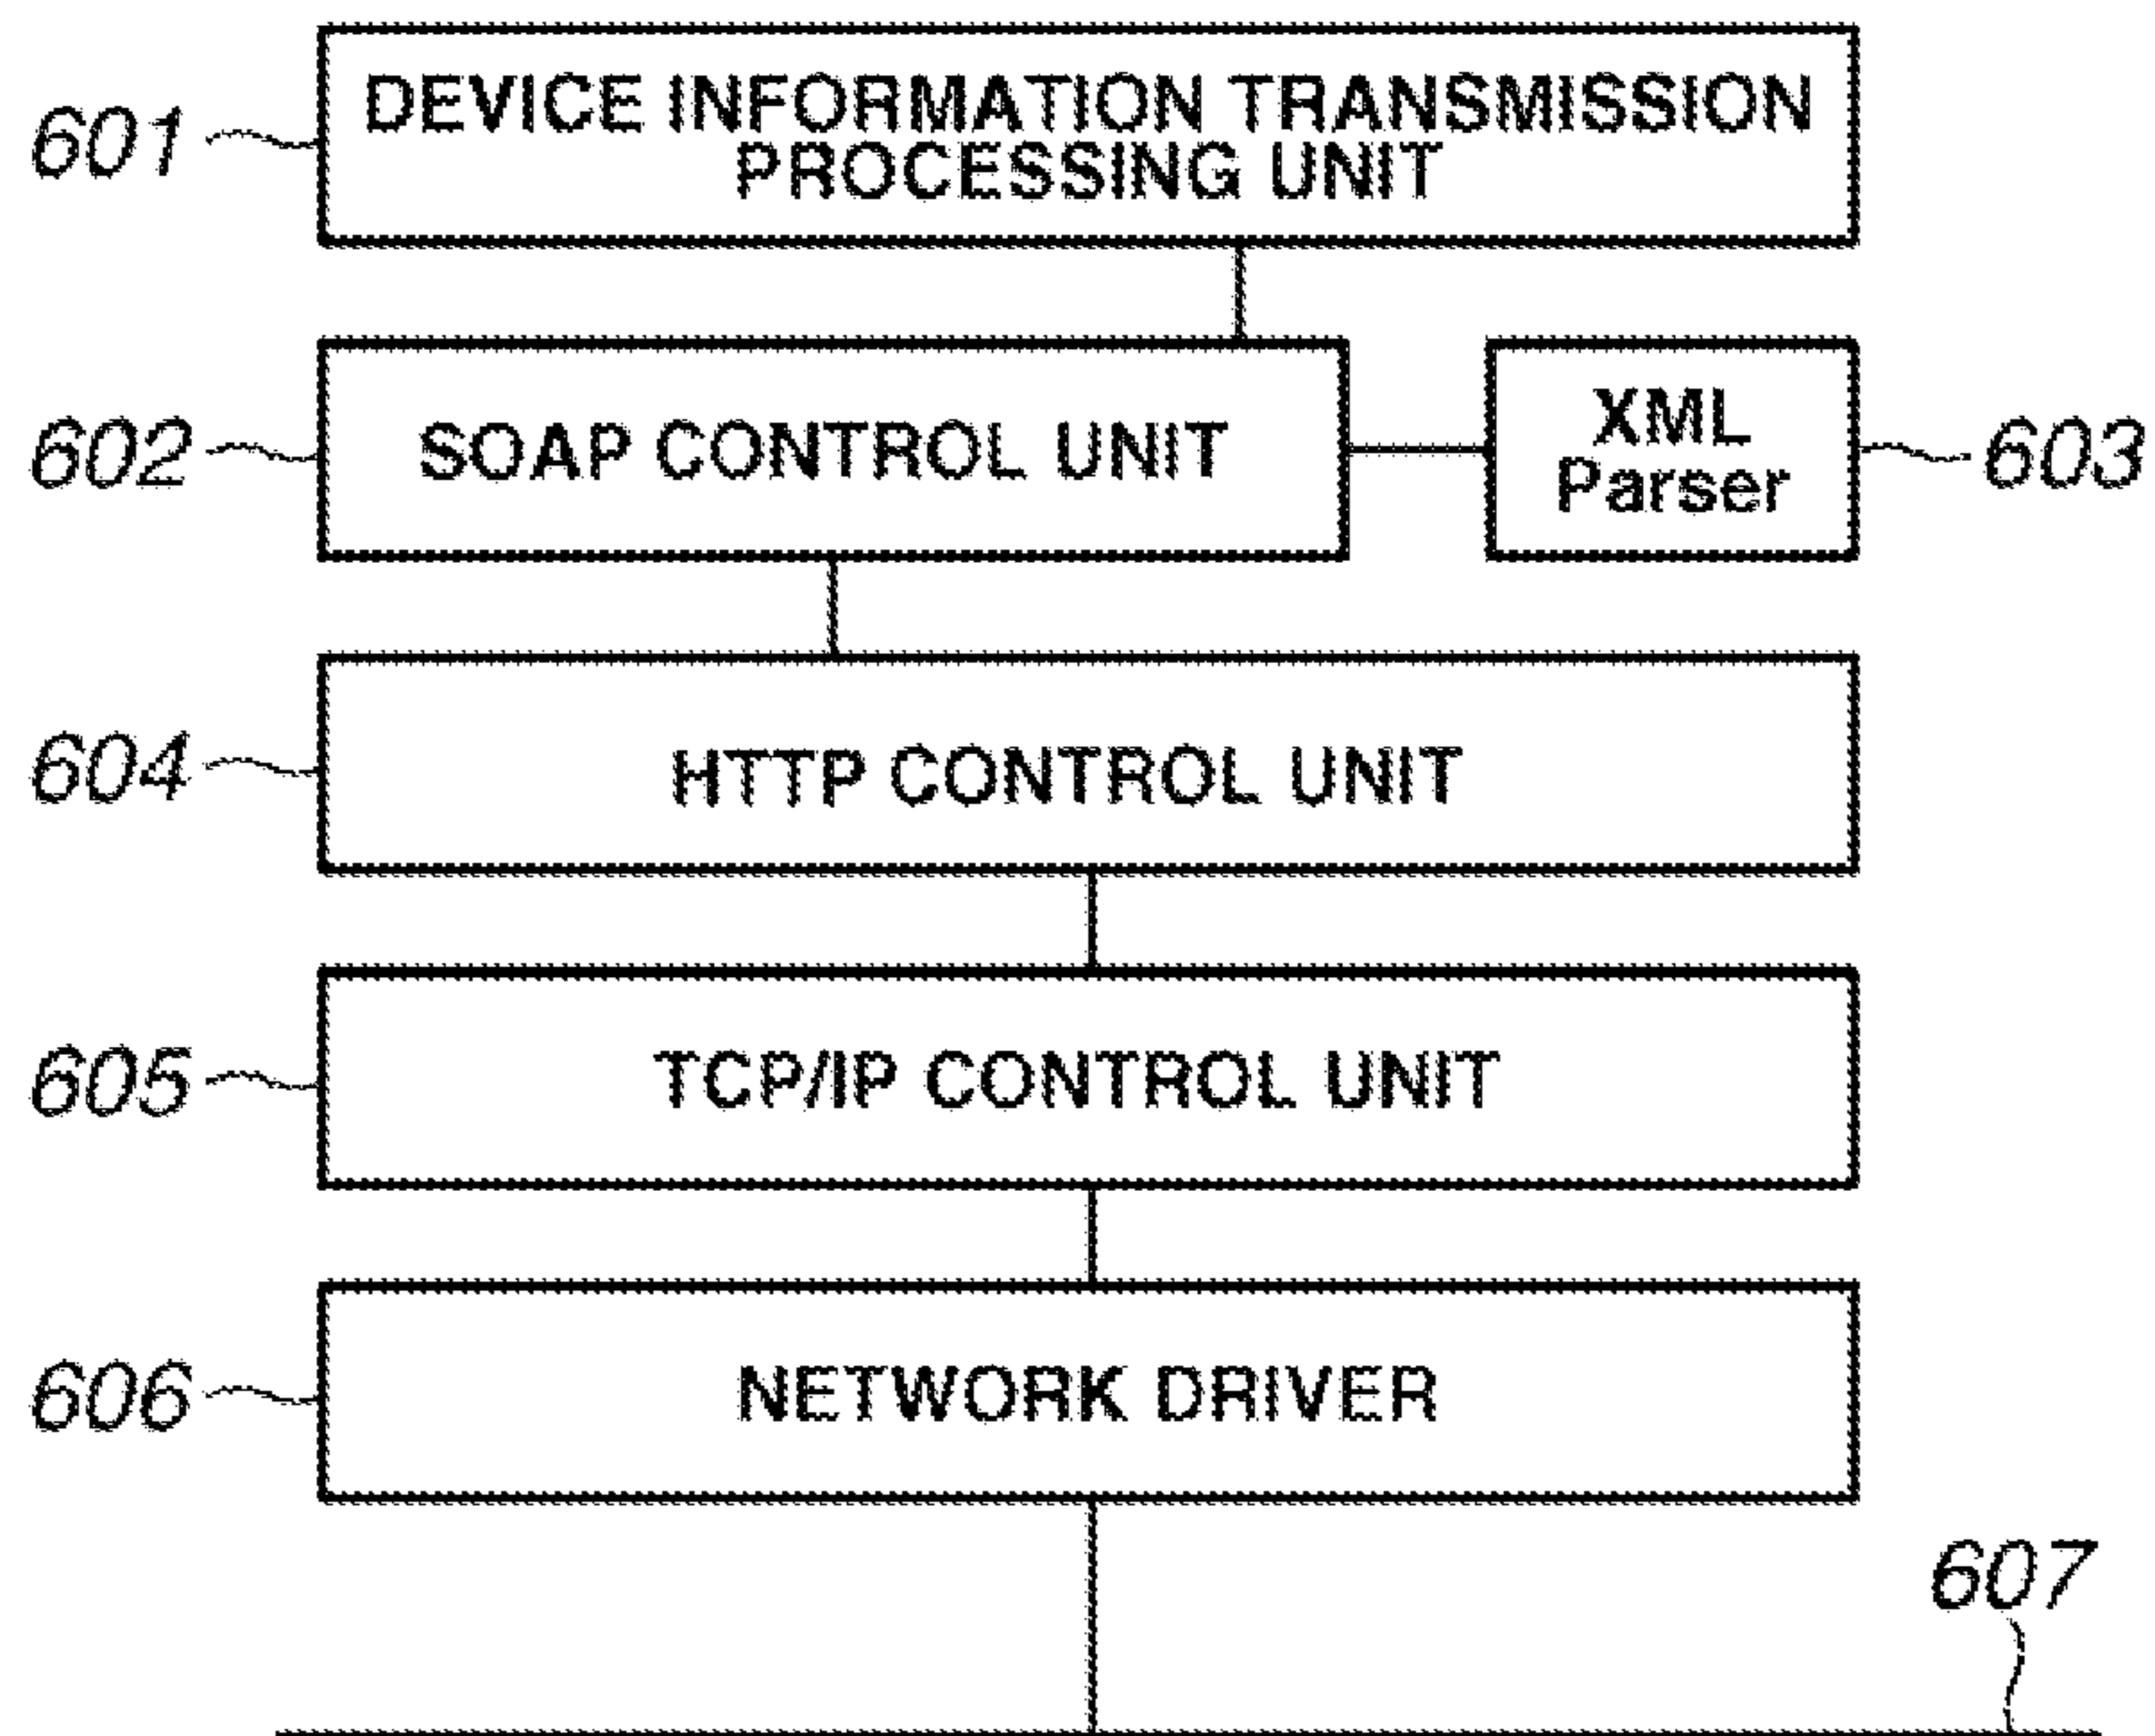 601
DEVICE INFORMATION TRANSMISSION
PROCESSING UNIT
602
SOAP CONTROL UNIT
XML
Parser
603
604
HTTP CONTROL UNIT
605
TCP/IP CONTROL UNIT
606
NETWORK DRIVER
607